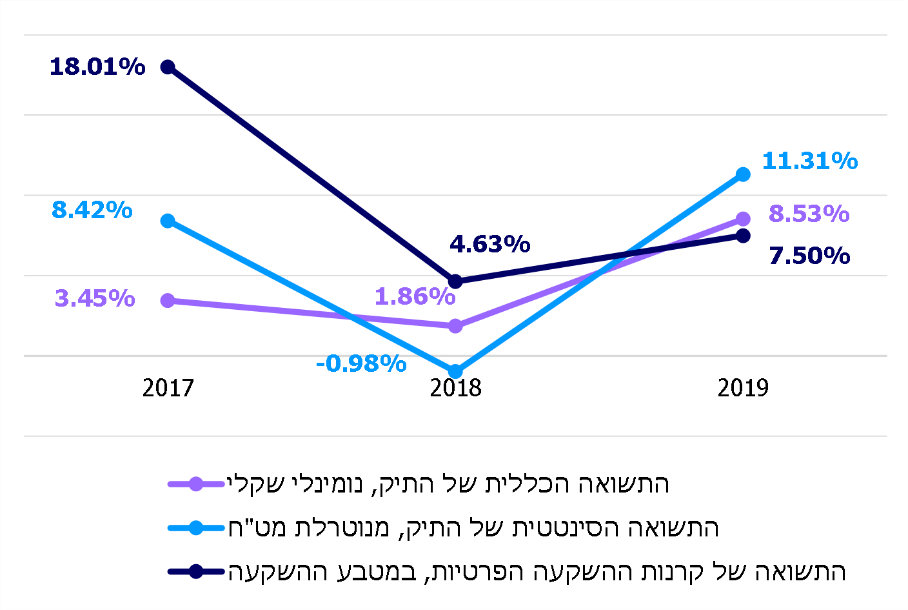 18.01%
11.31%
8.42%
8.53%
4.63%
7.50%
3.45%
1.86%
-0.98%
2017 2018 2019
התשואה הכללית של התיק, נומינלי שקלי
התשואה הסינטטית של התיק, מנוטרלת מט"ח
התשואה של קרנות ההשקעה הפרטיות, במטבע ההשקעה